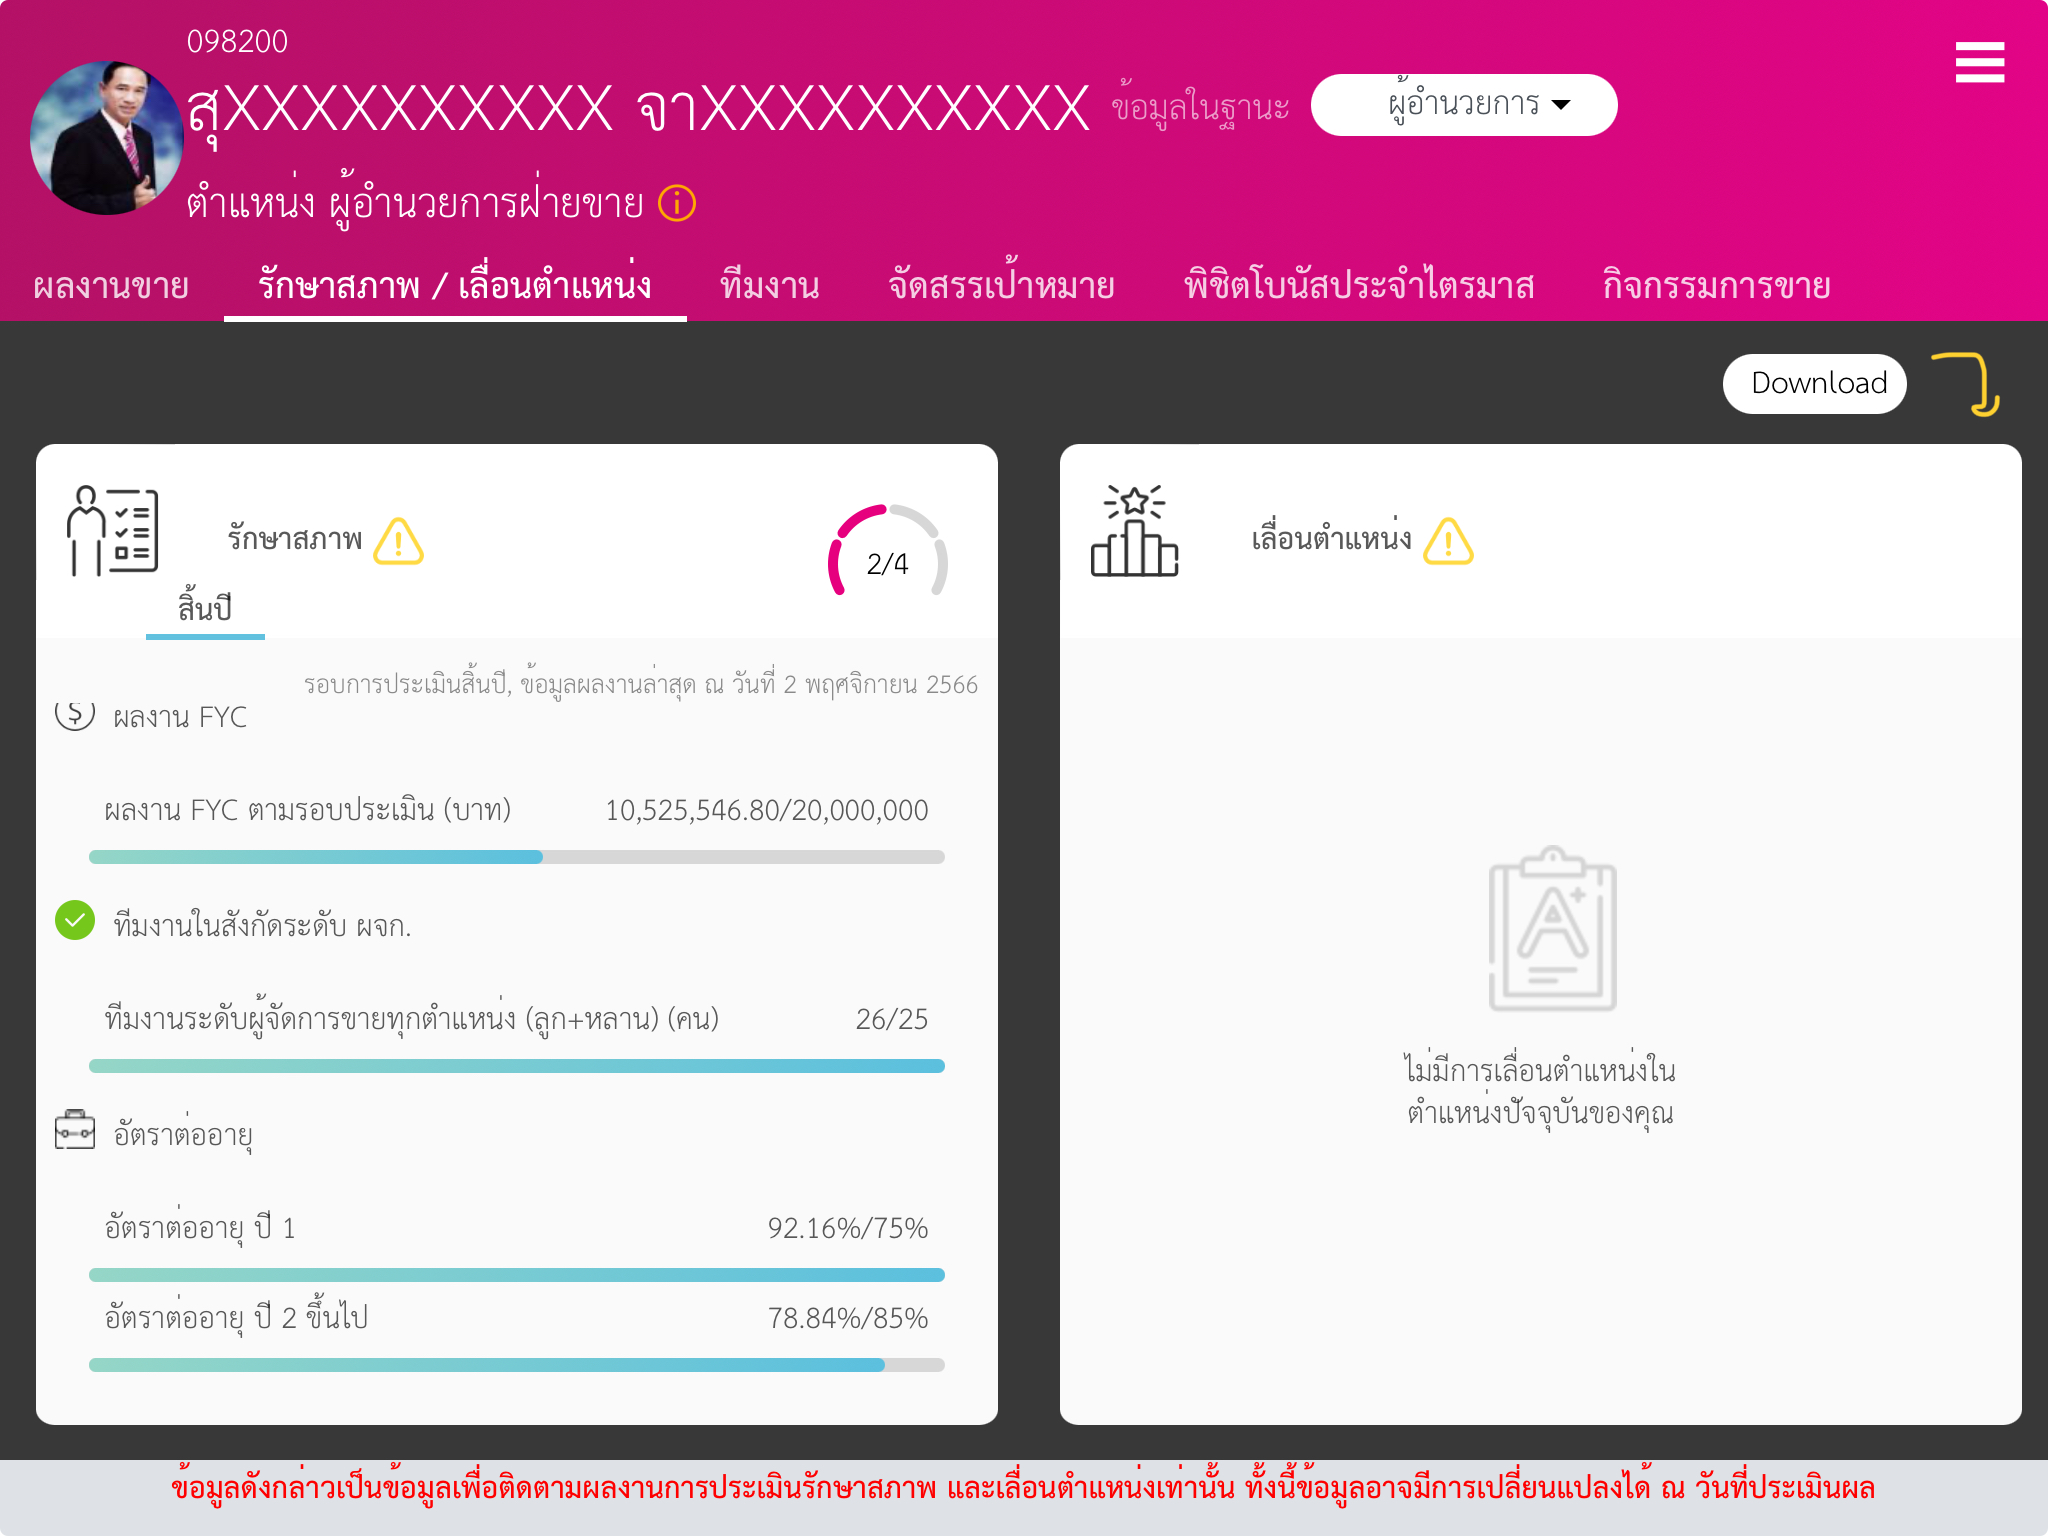 098200
สุXXXXXXXXXX จาXXXXXXXXXX ข้อมูลในฐานะ ผู้อำนวยการ
ตำแหน่ง ผู้อำนวยการฝ่ายขาย
ผลงานขาย รักษาสภาพ / เลื่อนตำแหน่ง ทีมงาน จัดสรรเป้าหมาย พิชิตโบนัสประจำไตรมาส กิจกรรมการขาย
Download
รักษาสภาพ
2/4
สิ้นปี
รอบการประเมินสิ้นปี, ข้อมูลผลงานล่าสุด ณ วันที่ 2 พฤศจิกายน 2566
ผลงาน FYC
ผลงาน FYC ตามรอบประเมิน (บาท) 10,525,546.80/20,000,000
ทีมงานในสังกัดระดับ ผจก.
ทีมงานระดับผู้จัดการขายทุกตำแหน่ง (ลูก+หลาน) (คน) 26/25
อัตราต่ออายุ
อัตราต่ออายุ ปี 1 92.16%/75%
อัตราต่ออายุ ปี 2 ขึ้นไป 78.84%/85%
เลื่อนตำแหน่ง
ไม่มีการเลื่อนตำแหน่งใน
ตำแหน่งปัจจุบันของคุณ
ข้อมูลดังกล่าวเป็นข้อมูลเพื่อติดตามผลงานการประเมินรักษาสภาพ และเลื่อนตำแหน่งเท่านั้น ทั้งนี้ข้อมูลอาจมีการเปลี่ยนแปลงได้ ณ วันที่ประเมินผล